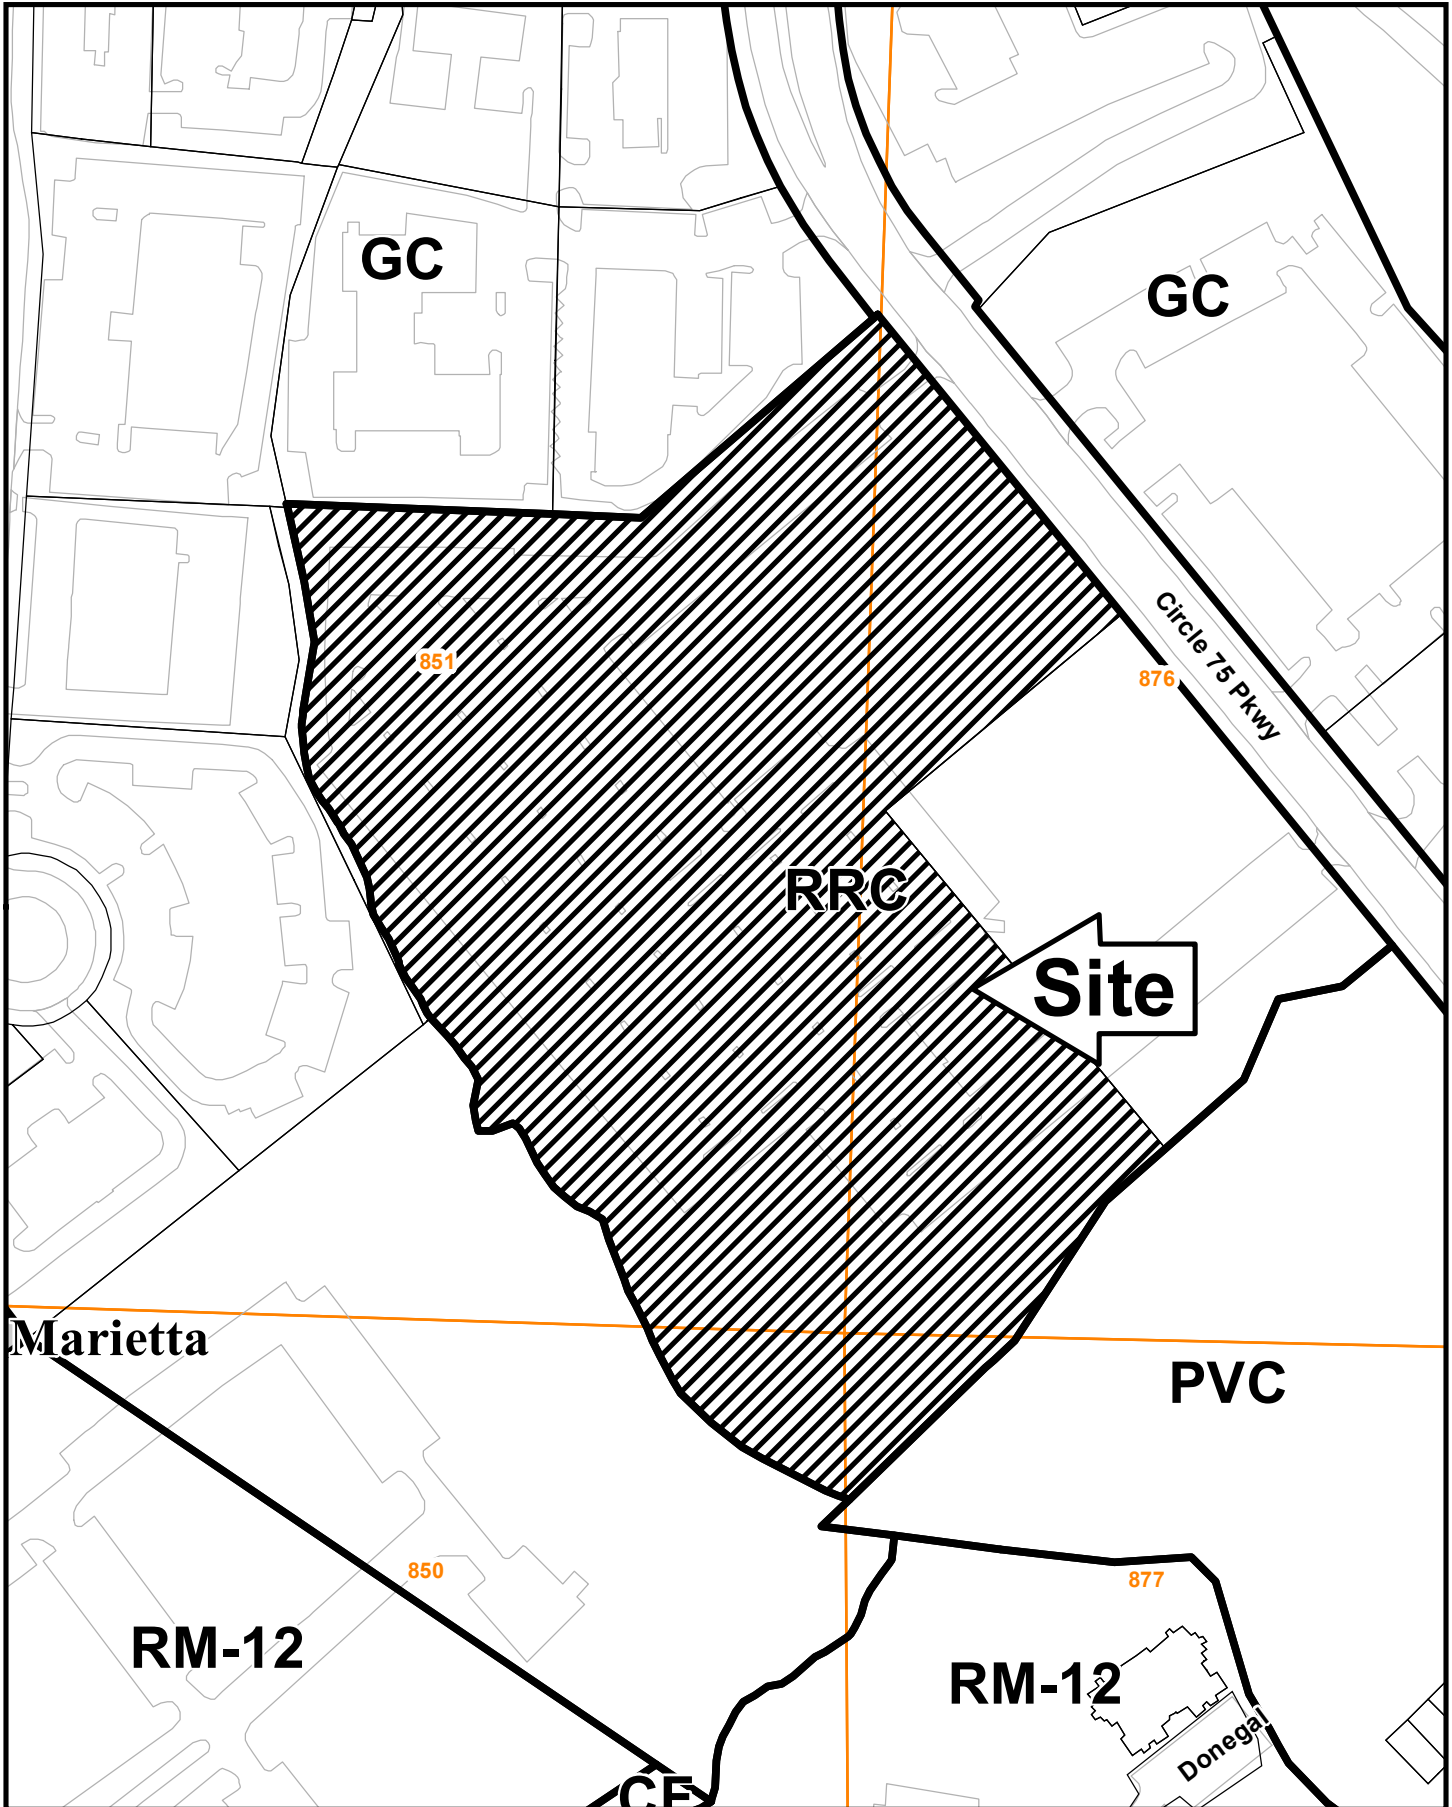 GC
GC
851
876
Circle 75 Pkwy
RRC
Site
Marietta
PVC
850
877
RM-12
RM-12
Donegal